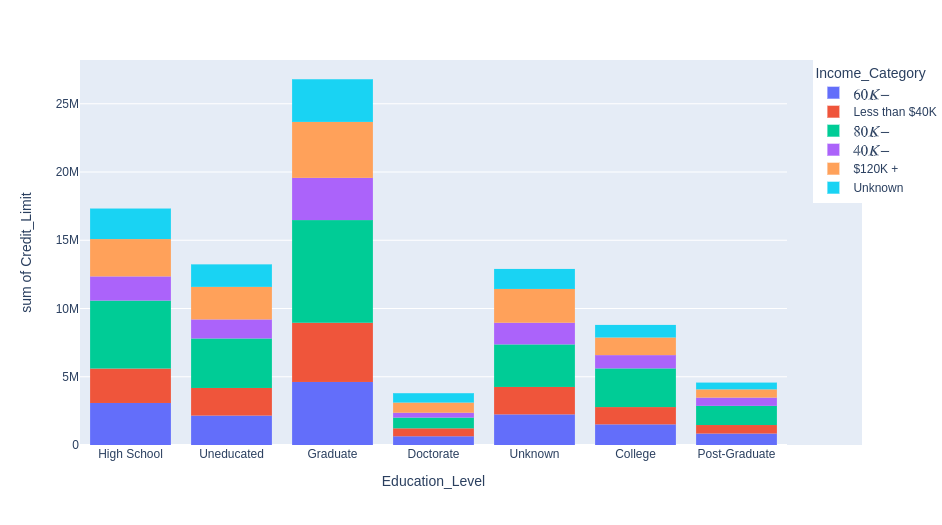 Income_Category
60K−
Less than $40K
80K−
40K−
$120K +
Unknown
25M
20M
15M
10M
5M
0
sum of Credit_Limit
High School
Uneducated
Graduate
Doctorate
Unknown
College
Post-Graduate
Education_Level